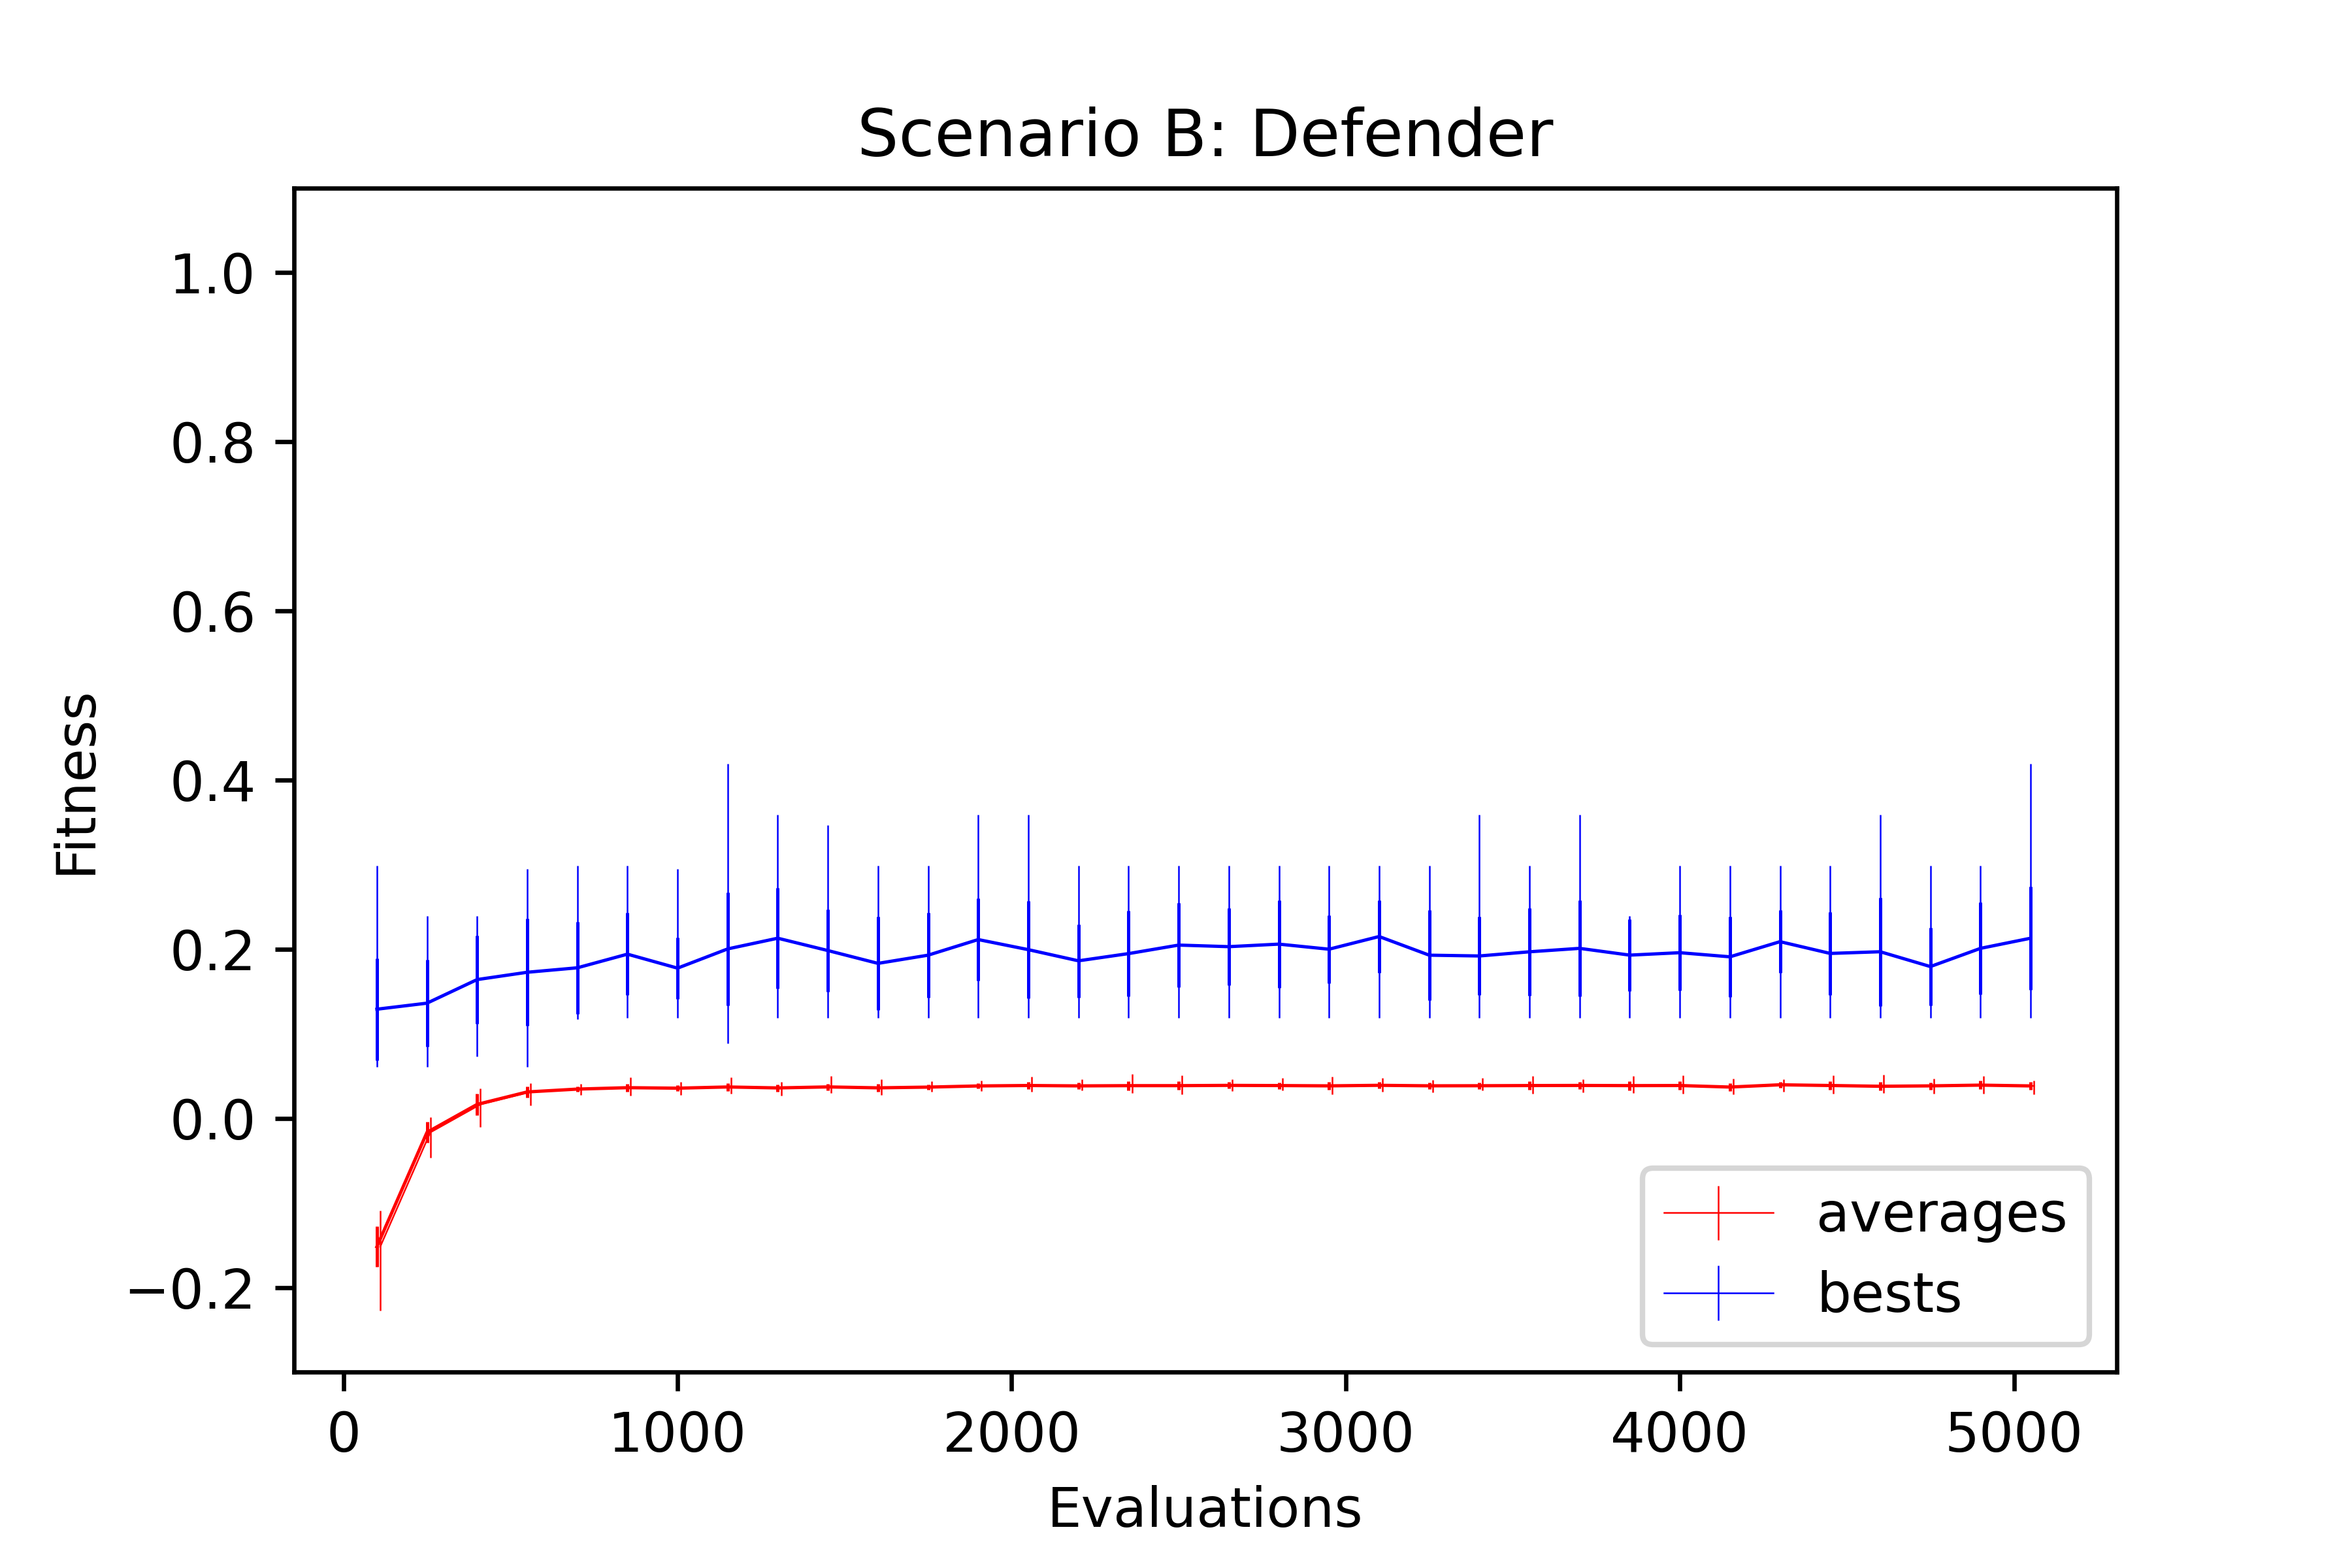 Scenario B: Defender
Fitness
1.0
0.8
0.6
0.4
0.2
0.0
−0.2
0 1000 2000 3000 4000 5000
Evaluations
averages
bests